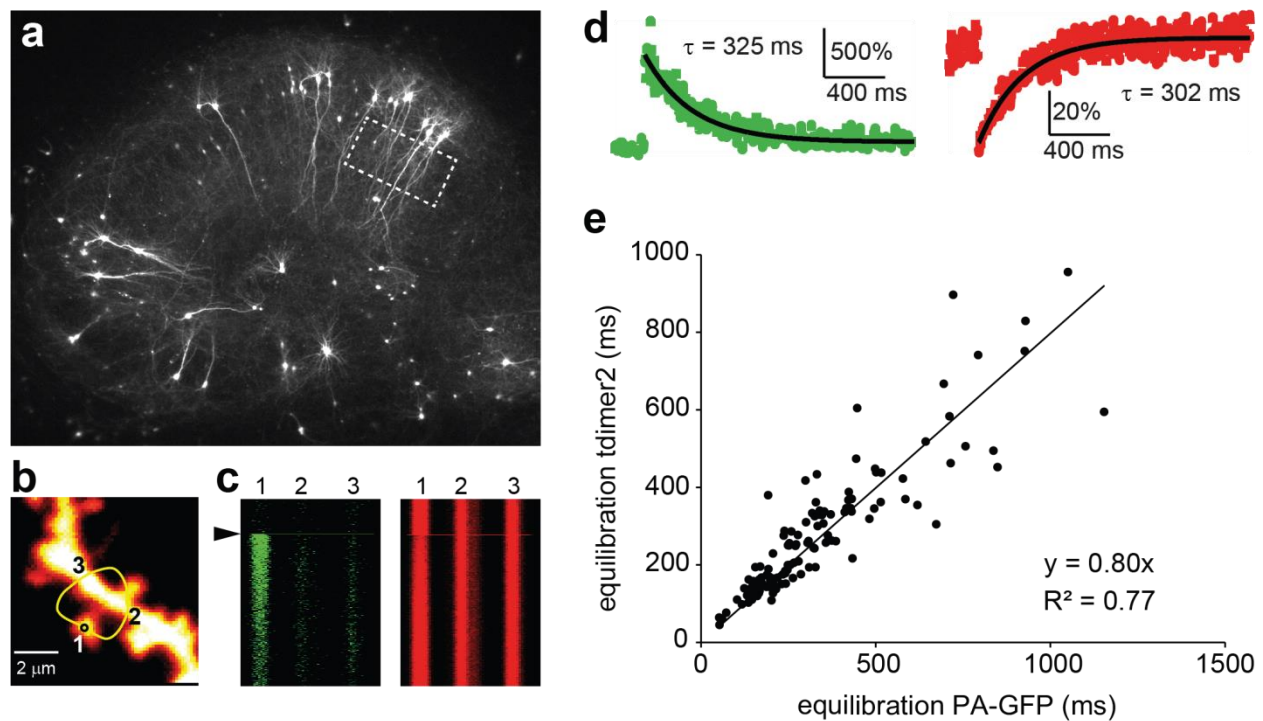 a
b
3
2
1
2 μm
c
1 2 3
1 2 3
d
τ = 325 ms
500%
400 ms
20%
400 ms
τ = 302 ms
e
1000
800
600
400
200
0
equilibration tdimer2 (ms)
y = 0.80x
R² = 0.77
0 500 1000 1500
equilibration PA-GFP (ms)